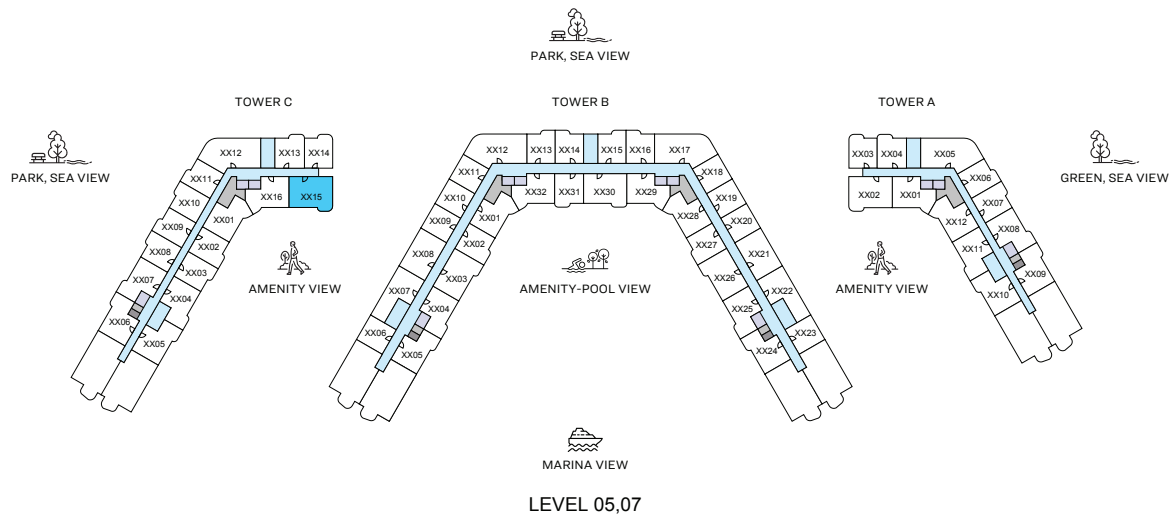 PARK, SEA VIEW
TOWER C
TOWER B
TOWER A
PARK, SEA VIEW
GREEN, SEA VIEW
XX12
XX13
XX14
XX11
XX10
XX09
XX08
XX07
XX06
XX05
XX04
XX03
XX02
XX01
XX16
XX15
XX12
XX13
XX14
XX15
XX16
XX17
XX11
XX10
XX09
XX08
XX07
XX06
XX05
XX04
XX03
XX02
XX01
XX32
XX31
XX30
XX29
XX28
XX27
XX26
XX25
XX24
XX23
XX22
XX21
XX20
XX19
XX18
XX03
XX04
XX05
XX02
XX01
XX06
XX07
XX08
XX09
XX10
XX11
XX12
AMENITY VIEW
AMENITY-POOL VIEW
AMENITY VIEW
MARINA VIEW
LEVEL 05,07